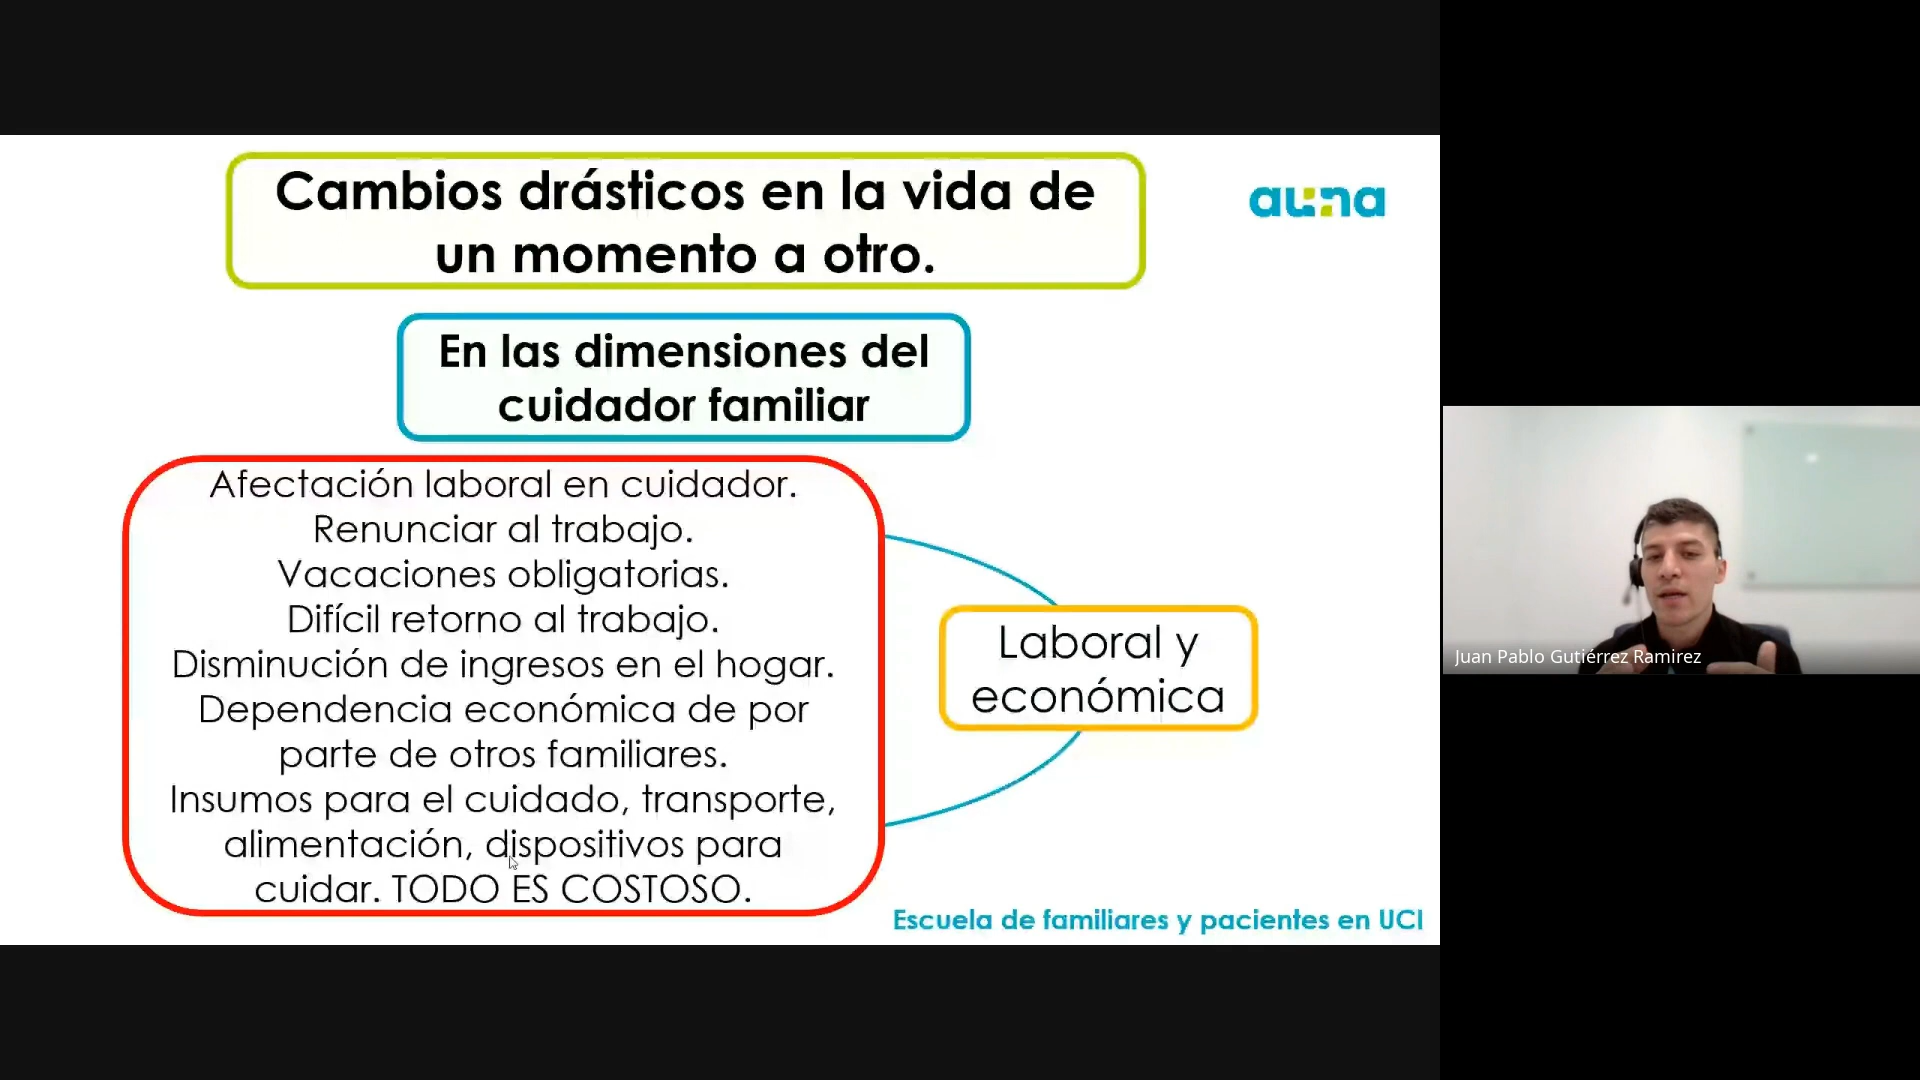 Cambios drásticos en la vida de
un momento a otro.
auna
En las dimensiones del
cuidador familiar
Afectación laboral en cuidador.
Renunciar al trabajo.
Vacaciones obligatorias.
Difícil retorno al trabajo.
Disminución de ingresos en el hogar.
Dependencia económica de por
parte de otros familiares.
Insumos para el cuidado, transporte,
alimentación, dispositivos para
cuidar. TODO ES COSTOSO.
Laboral y
económica
Escuela de familiares y pacientes en UCI
Juan Pablo Gutiérrez Ramirez